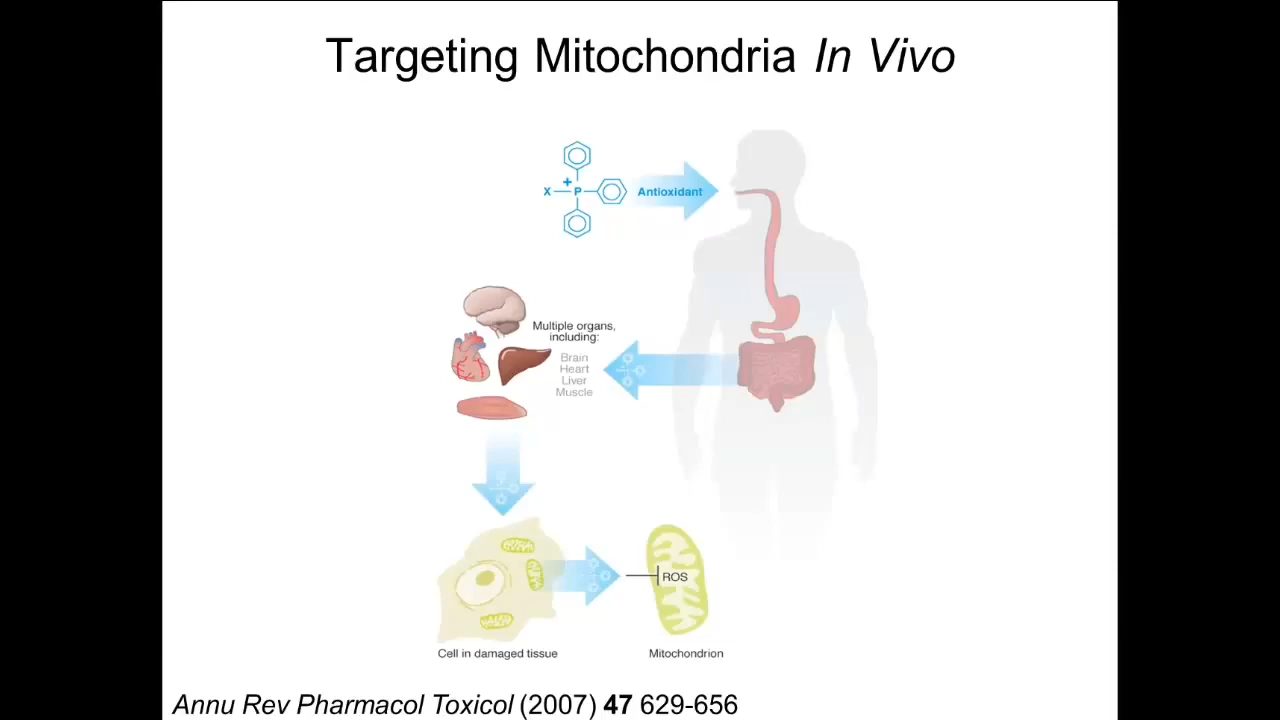 Targeting Mitochondria In Vivo
X
+
P
Antioxidant
Multiple organs,
including:
Brain
Heart
Liver
Muscle
ROS
Cell in damaged tissue
Mitochondrion
Annu Rev Pharmacol Toxicol (2007) 47 629-656